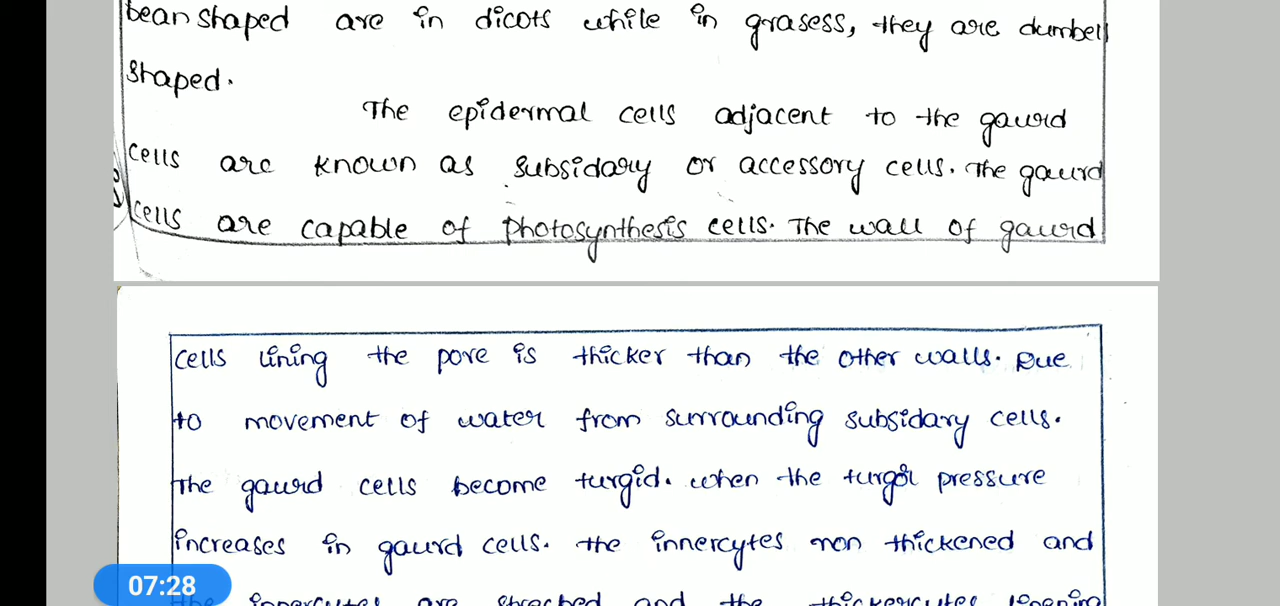 bean shaped are in dicots while in grasess, they are dumbell
shaped.
The epidermal cells adjacent to the gaurd
cells are known as subsidary or accessory cells. The gaurd
cells are capable of photosynthesis cells. The wall of gaurd
cells lining the pore is thicker than the other walls. Due
to movement of water from surrounding subsidary cells.
The gaurd cells become turgid. when the turgor pressure
increases in gaurd cells. the innercytes non thickened and
07:28
are and the